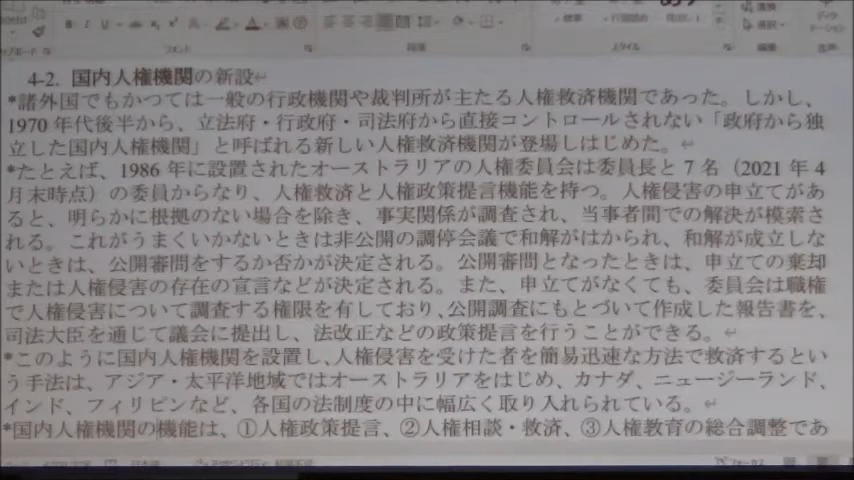 フォント
段落
スタイル
編集
4-2. 国内人権機関の新設
*諸外国でもかつては一般の行政機関や裁判所が主たる人権救済機関であった。しかし、
1970 年代後半から、立法府・行政府・司法府から直接コントロールされない「政府から独
立した国内人権機関」と呼ばれる新しい人権救済機関が登場しはじめた。
*たとえば、1986 年に設置されたオーストラリアの人権委員会は委員長と 7 名（2021 年 4
月末時点）の委員からなり、人権救済と人権政策提言機能を持つ。人権侵害の申立てがあ
ると、明らかに根拠のない場合を除き、事実関係が調査され、当事者間での解決が模索さ
れる。これがうまくいかないときは非公開の調停会議で和解がはかられ、和解が成立しな
いときは、公開審問をするか否かが決定される。公開審問となったときは、申立ての棄却
または人権侵害の存在の宣言などが決定される。また、申立てがなくても、委員会は職権
で人権侵害について調査する権限を有しており、公開調査にもとづいて作成した報告書を、
司法大臣を通じて議会に提出し、法改正などの政策提言を行うことができる。
*このように国内人権機関を設置し、人権侵害を受けた者を簡易迅速な方法で救済するとい
う手法は、アジア・太平洋地域ではオーストラリアをはじめ、カナダ、ニュージーランド、
インド、フィリピンなど、各国の法制度の中に幅広く取り入れられている。
*国内人権機関の機能は、①人権政策提言、②人権相談・救済、③人権教育の総合調整であ